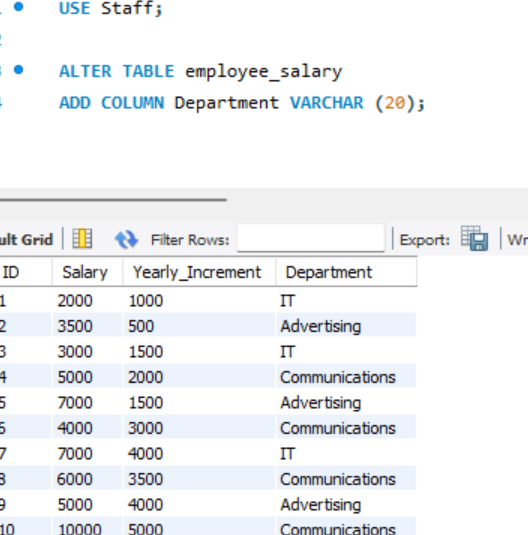 USE Staff;
ALTER TABLE employee_salary
ADD COLUMN Department VARCHAR (20);
ult Grid Filter Rows: Export: Wr
ID Salary Yearly_Increment Department
1 2000 1000 IT
2 3500 500 Advertising
3 3000 1500 IT
4 5000 2000 Communications
5 7000 1500 Advertising
6 4000 3000 Communications
7 7000 4000 IT
8 6000 3500 Communications
9 5000 4000 Advertising
10 10000 5000 Communications